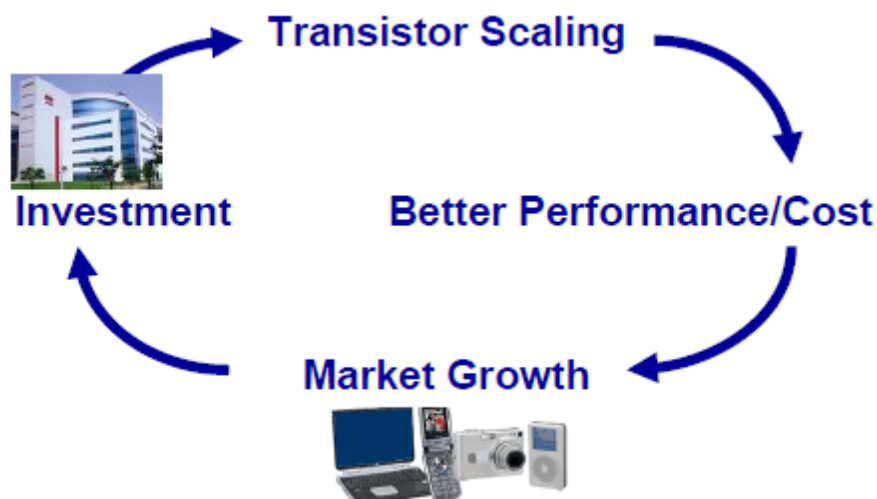 Transistor Scaling
Investment
Better Performance/Cost
Market Growth